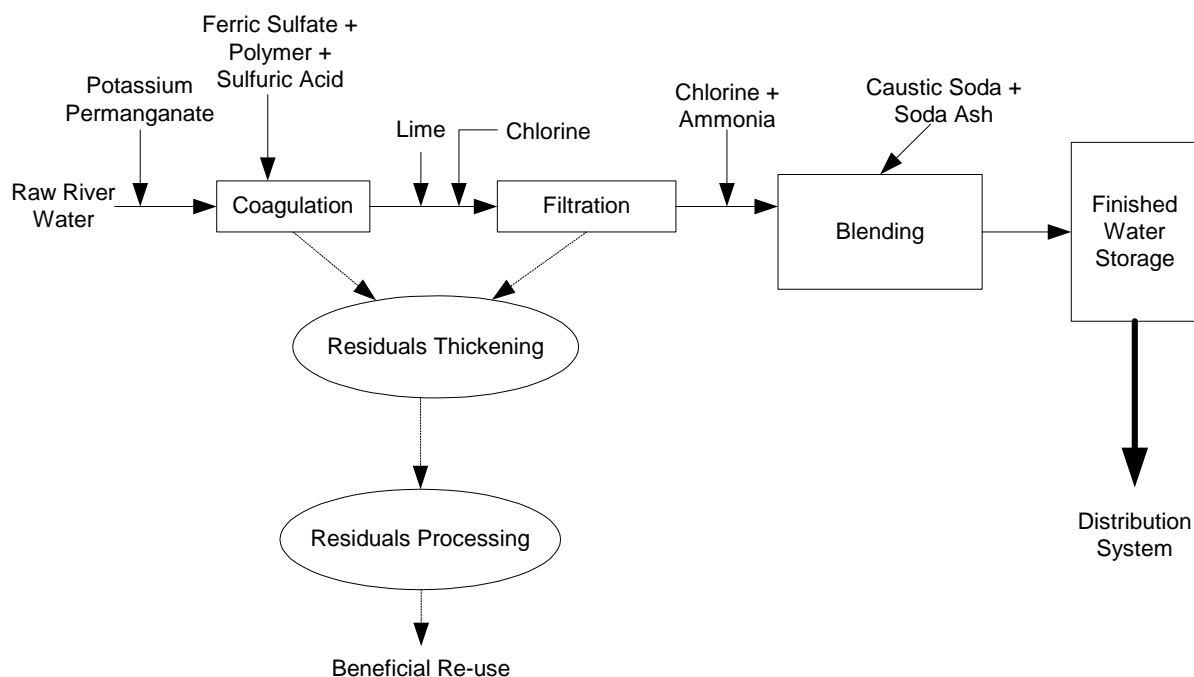 Ferric Sulfate +
Polymer +
Sulfuric Acid
Potassium
Permanganate
Chlorine +
Ammonia
Caustic Soda +
Soda Ash
Lime
Chlorine
Raw River
Water
Coagulation
Filtration
Blending
Finished
Water
Storage
Residuals Thickening
Residuals Processing
Distribution
System
Beneficial Re-use